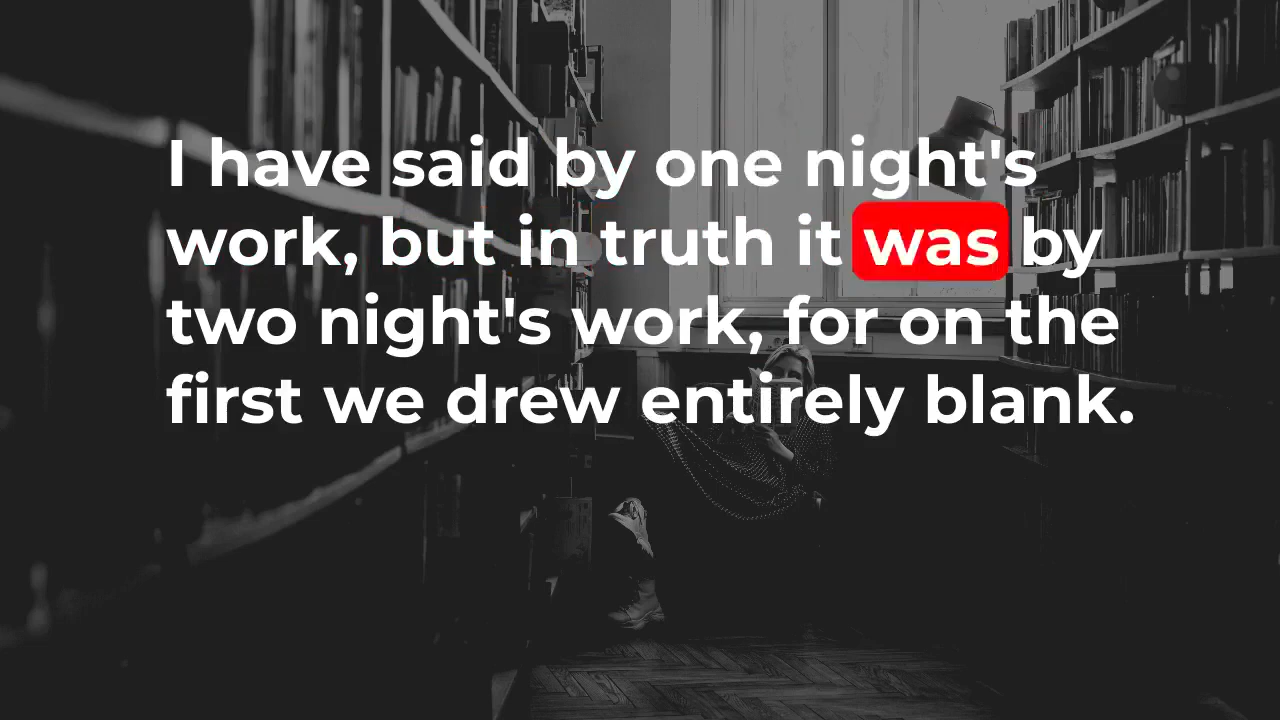 I have said by one night's
work, but in truth it was by
two night's work, for on the
first we drew entirely blank.